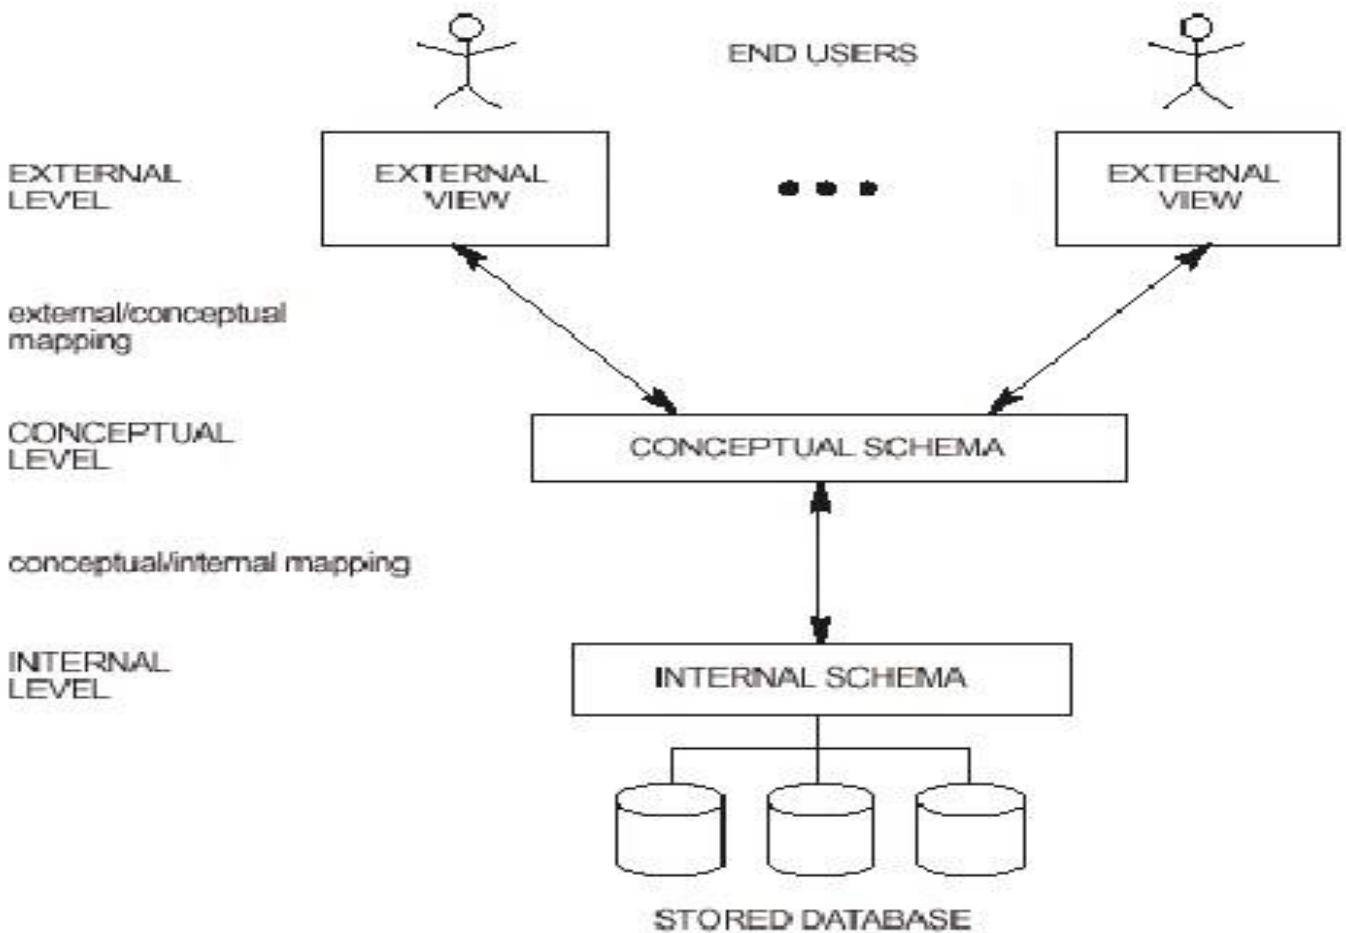 END USERS
EXTERNAL
LEVEL
EXTERNAL
VIEW
EXTERNAL
VIEW
external/conceptual
mapping
CONCEPTUAL
LEVEL
CONCEPTUAL SCHEMA
conceptual/internal mapping
INTERNAL
LEVEL
INTERNAL SCHEMA
STORED DATABASE